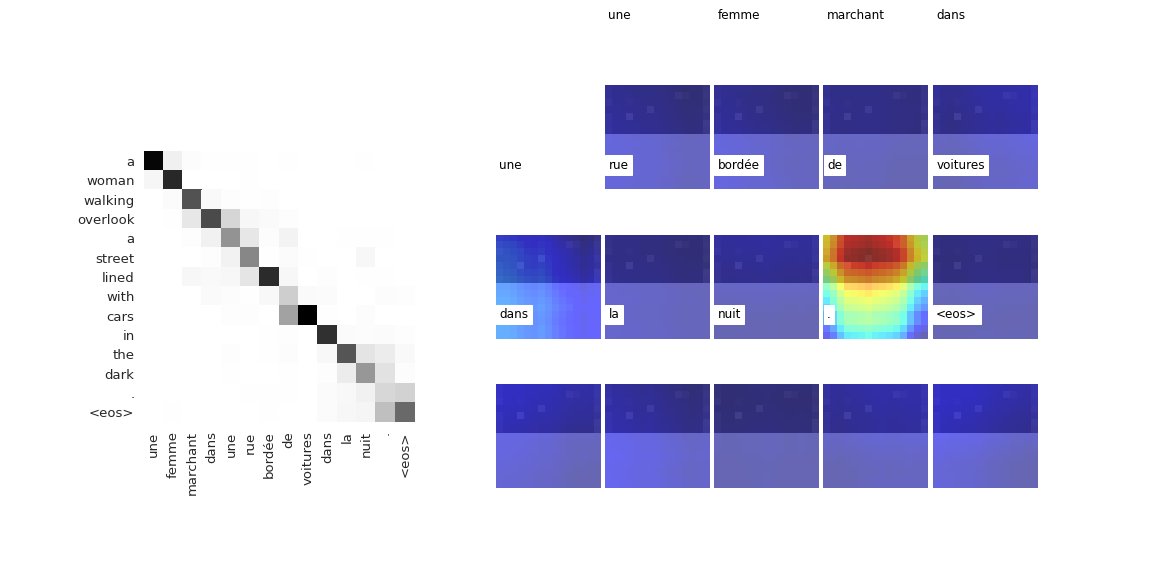 une femme marchant dans
une rue bordée de voitures
dans la nuit . <eos>
a
woman
walking
overlook
a
street
lined
with
cars
in
the
dark
.
<eos>
une
femme
marchant
dans
une
rue
bordée
de
voitures
dans
la
nuit
.
<eos>